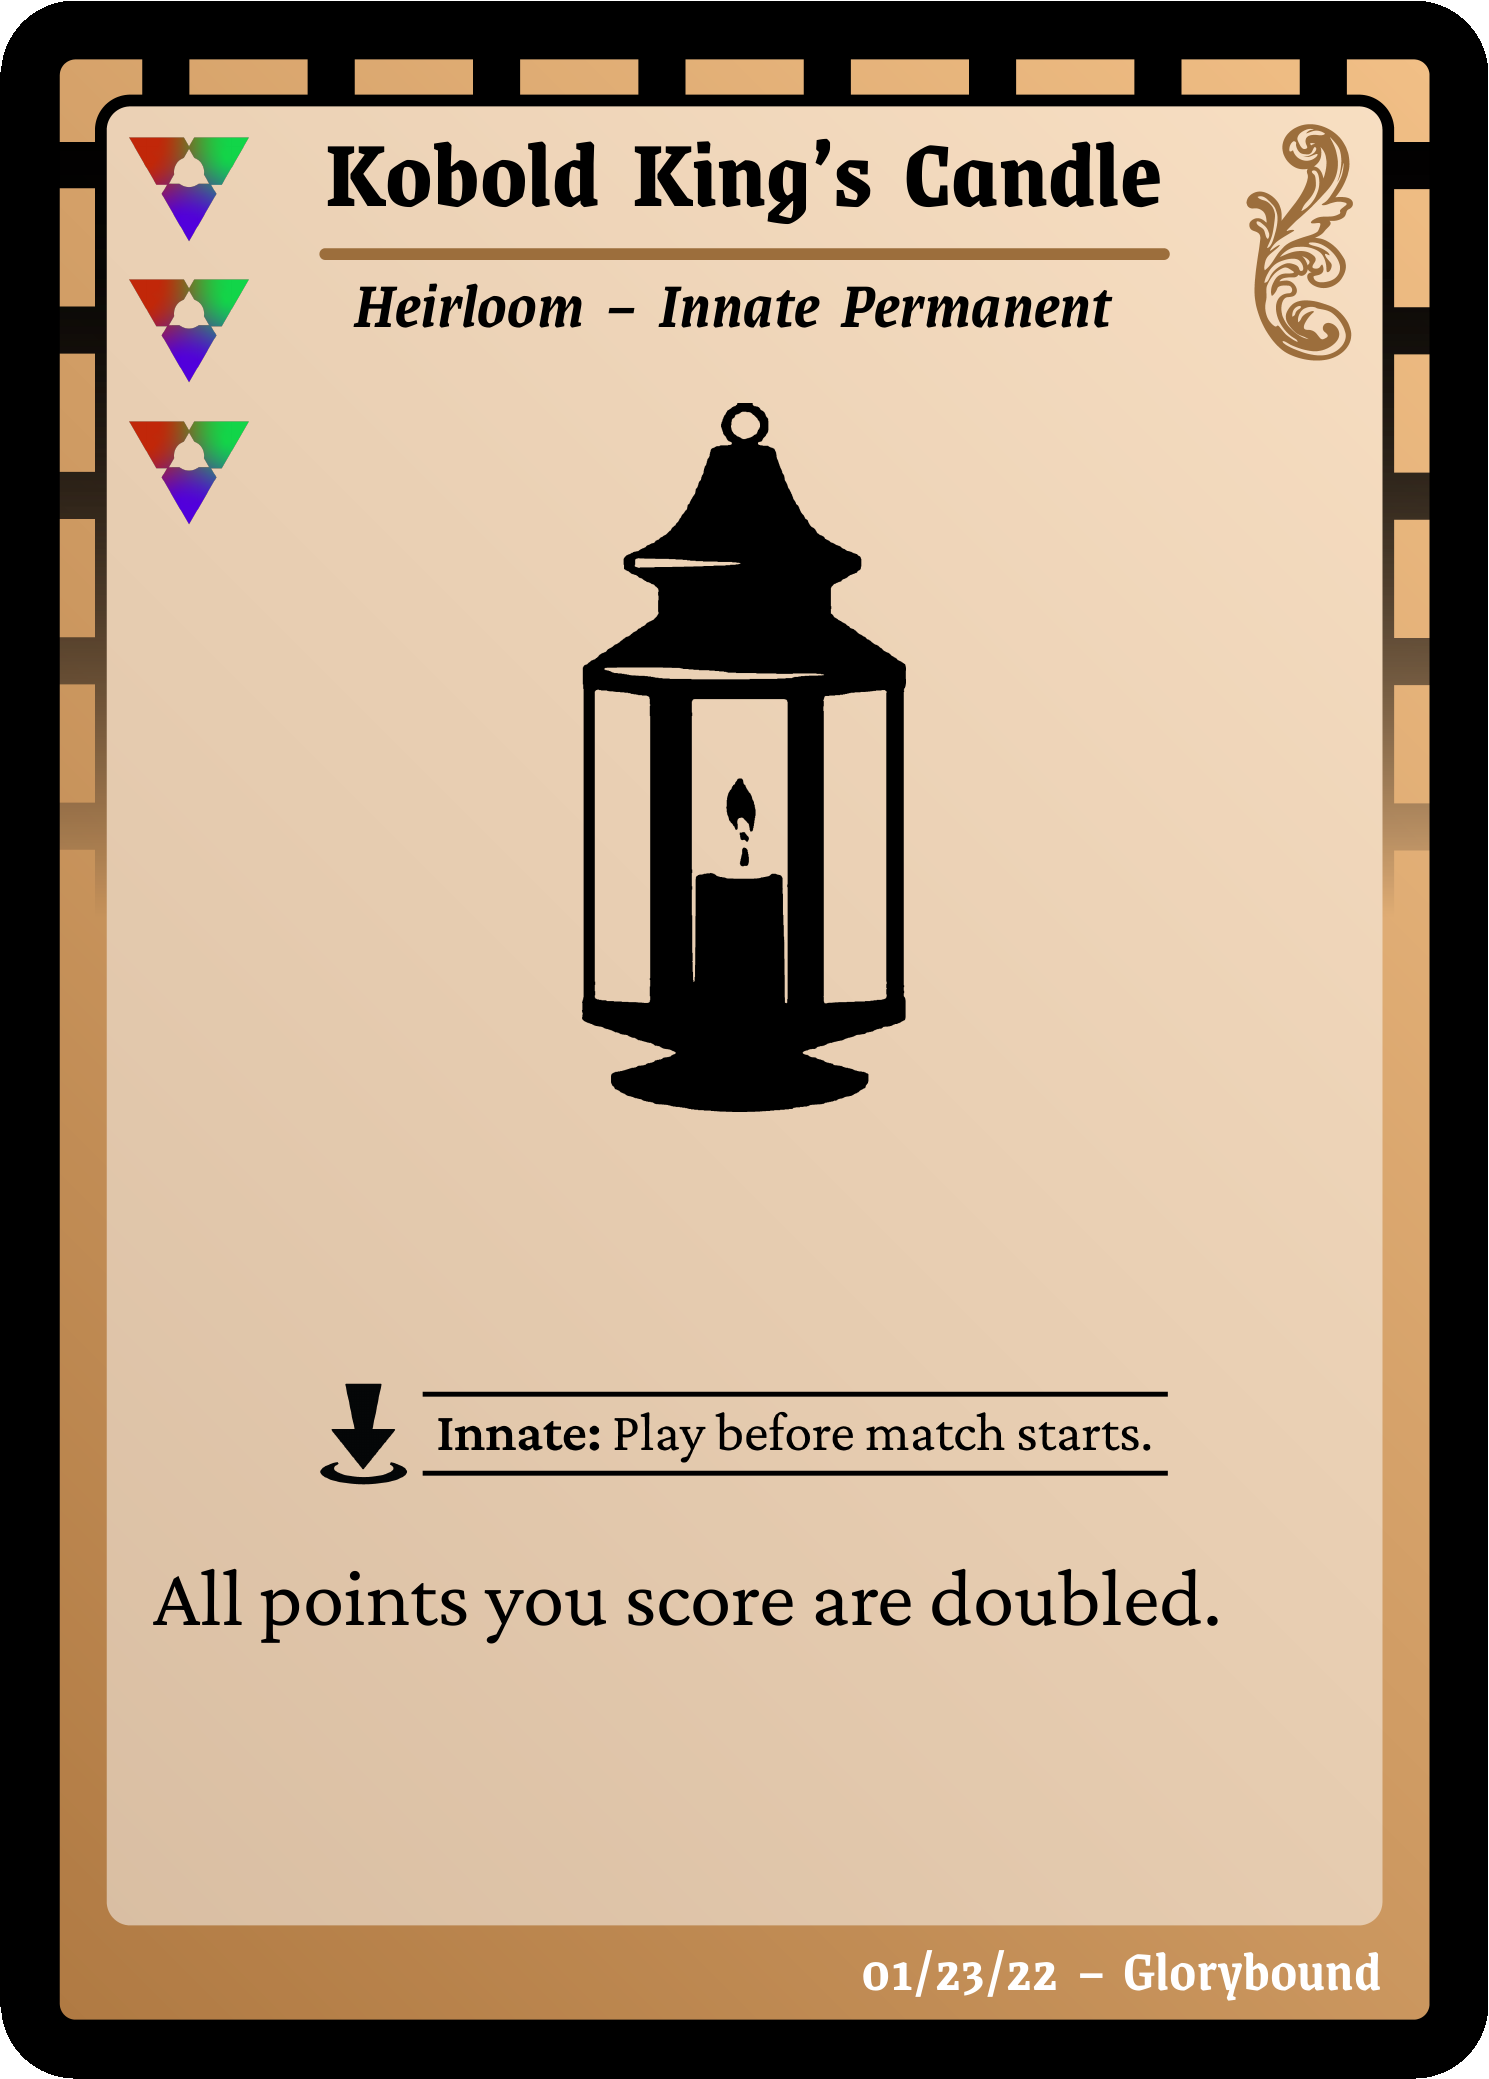 Kobold King’s Candle
Heirloom – Innate Permanent
Innate: Play before match starts.
All points you score are doubled.
01/23/22 – Glorybound